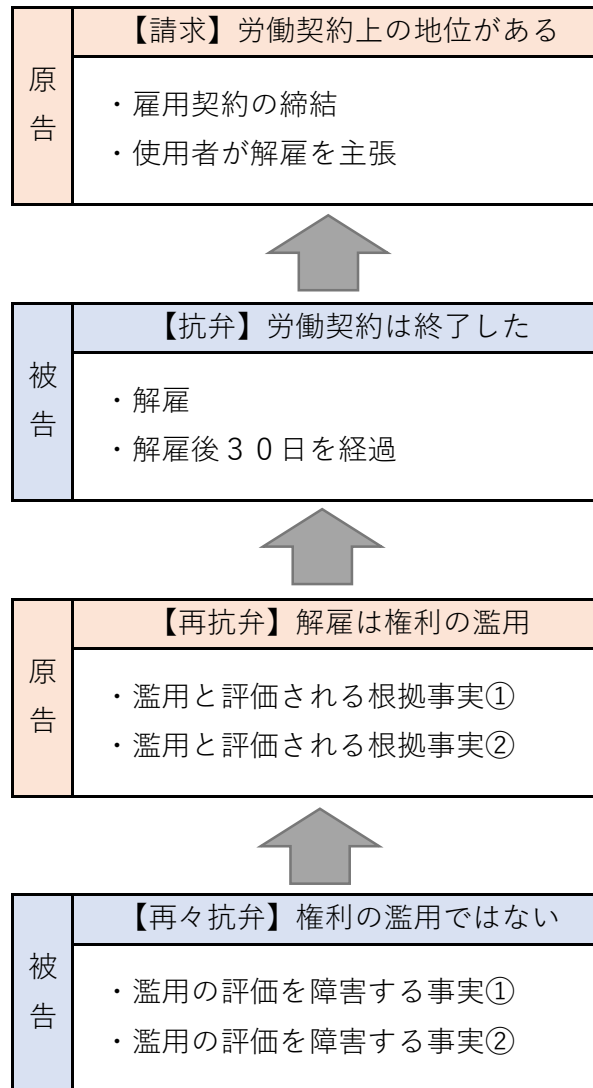 【請求】労働契約上の地位がある
原告
・雇用契約の締結
・使用者が解雇を主張
【抗弁】労働契約は終了した
被告
・解雇
・解雇後３０日を経過
【再抗弁】解雇は権利の濫用
原告
・濫用と評価される根拠事実①
・濫用と評価される根拠事実②
【再々抗弁】権利の濫用ではない
被告
・濫用の評価を障害する事実①
・濫用の評価を障害する事実②